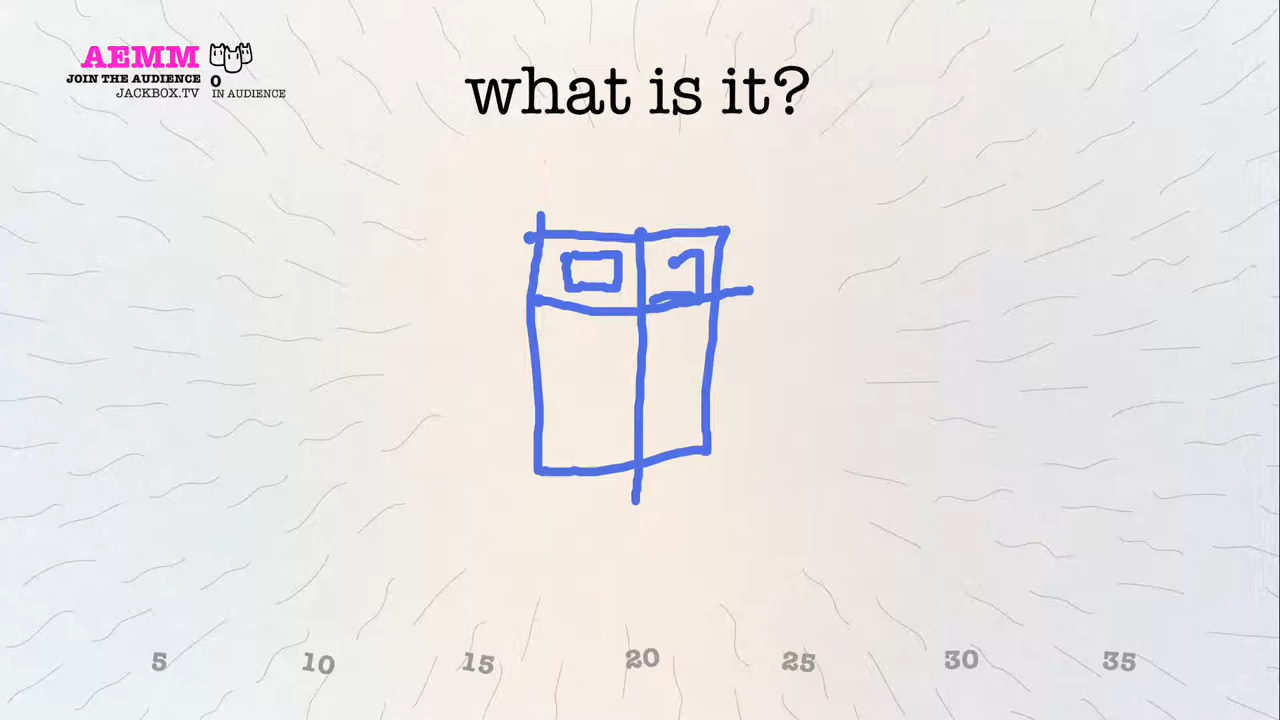 AEMM
JOIN THE AUDIENCE
JACKBOX.TV
0
IN AUDIENCE
what is it?
5 10 15 20 25 30 35